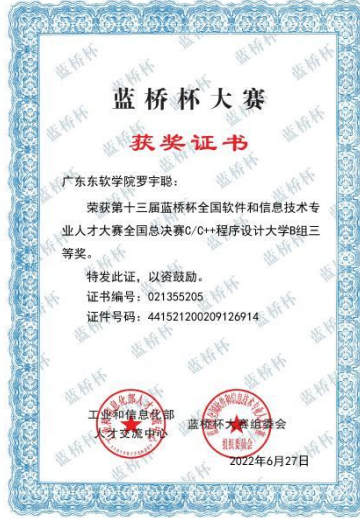 蓝桥杯大赛
获奖证书
广东东软学院罗宇聪：
荣获第十三届蓝桥杯全国软件和信息技术专
业人才大赛全国总决赛C/C++程序设计大学B组三
等奖。
特发此证，以资鼓励。
证书编号：021355205
证件号码：441521200209126914
工业和信息化部
人才交流中心
蓝桥杯大赛组委会
2022年6月27日